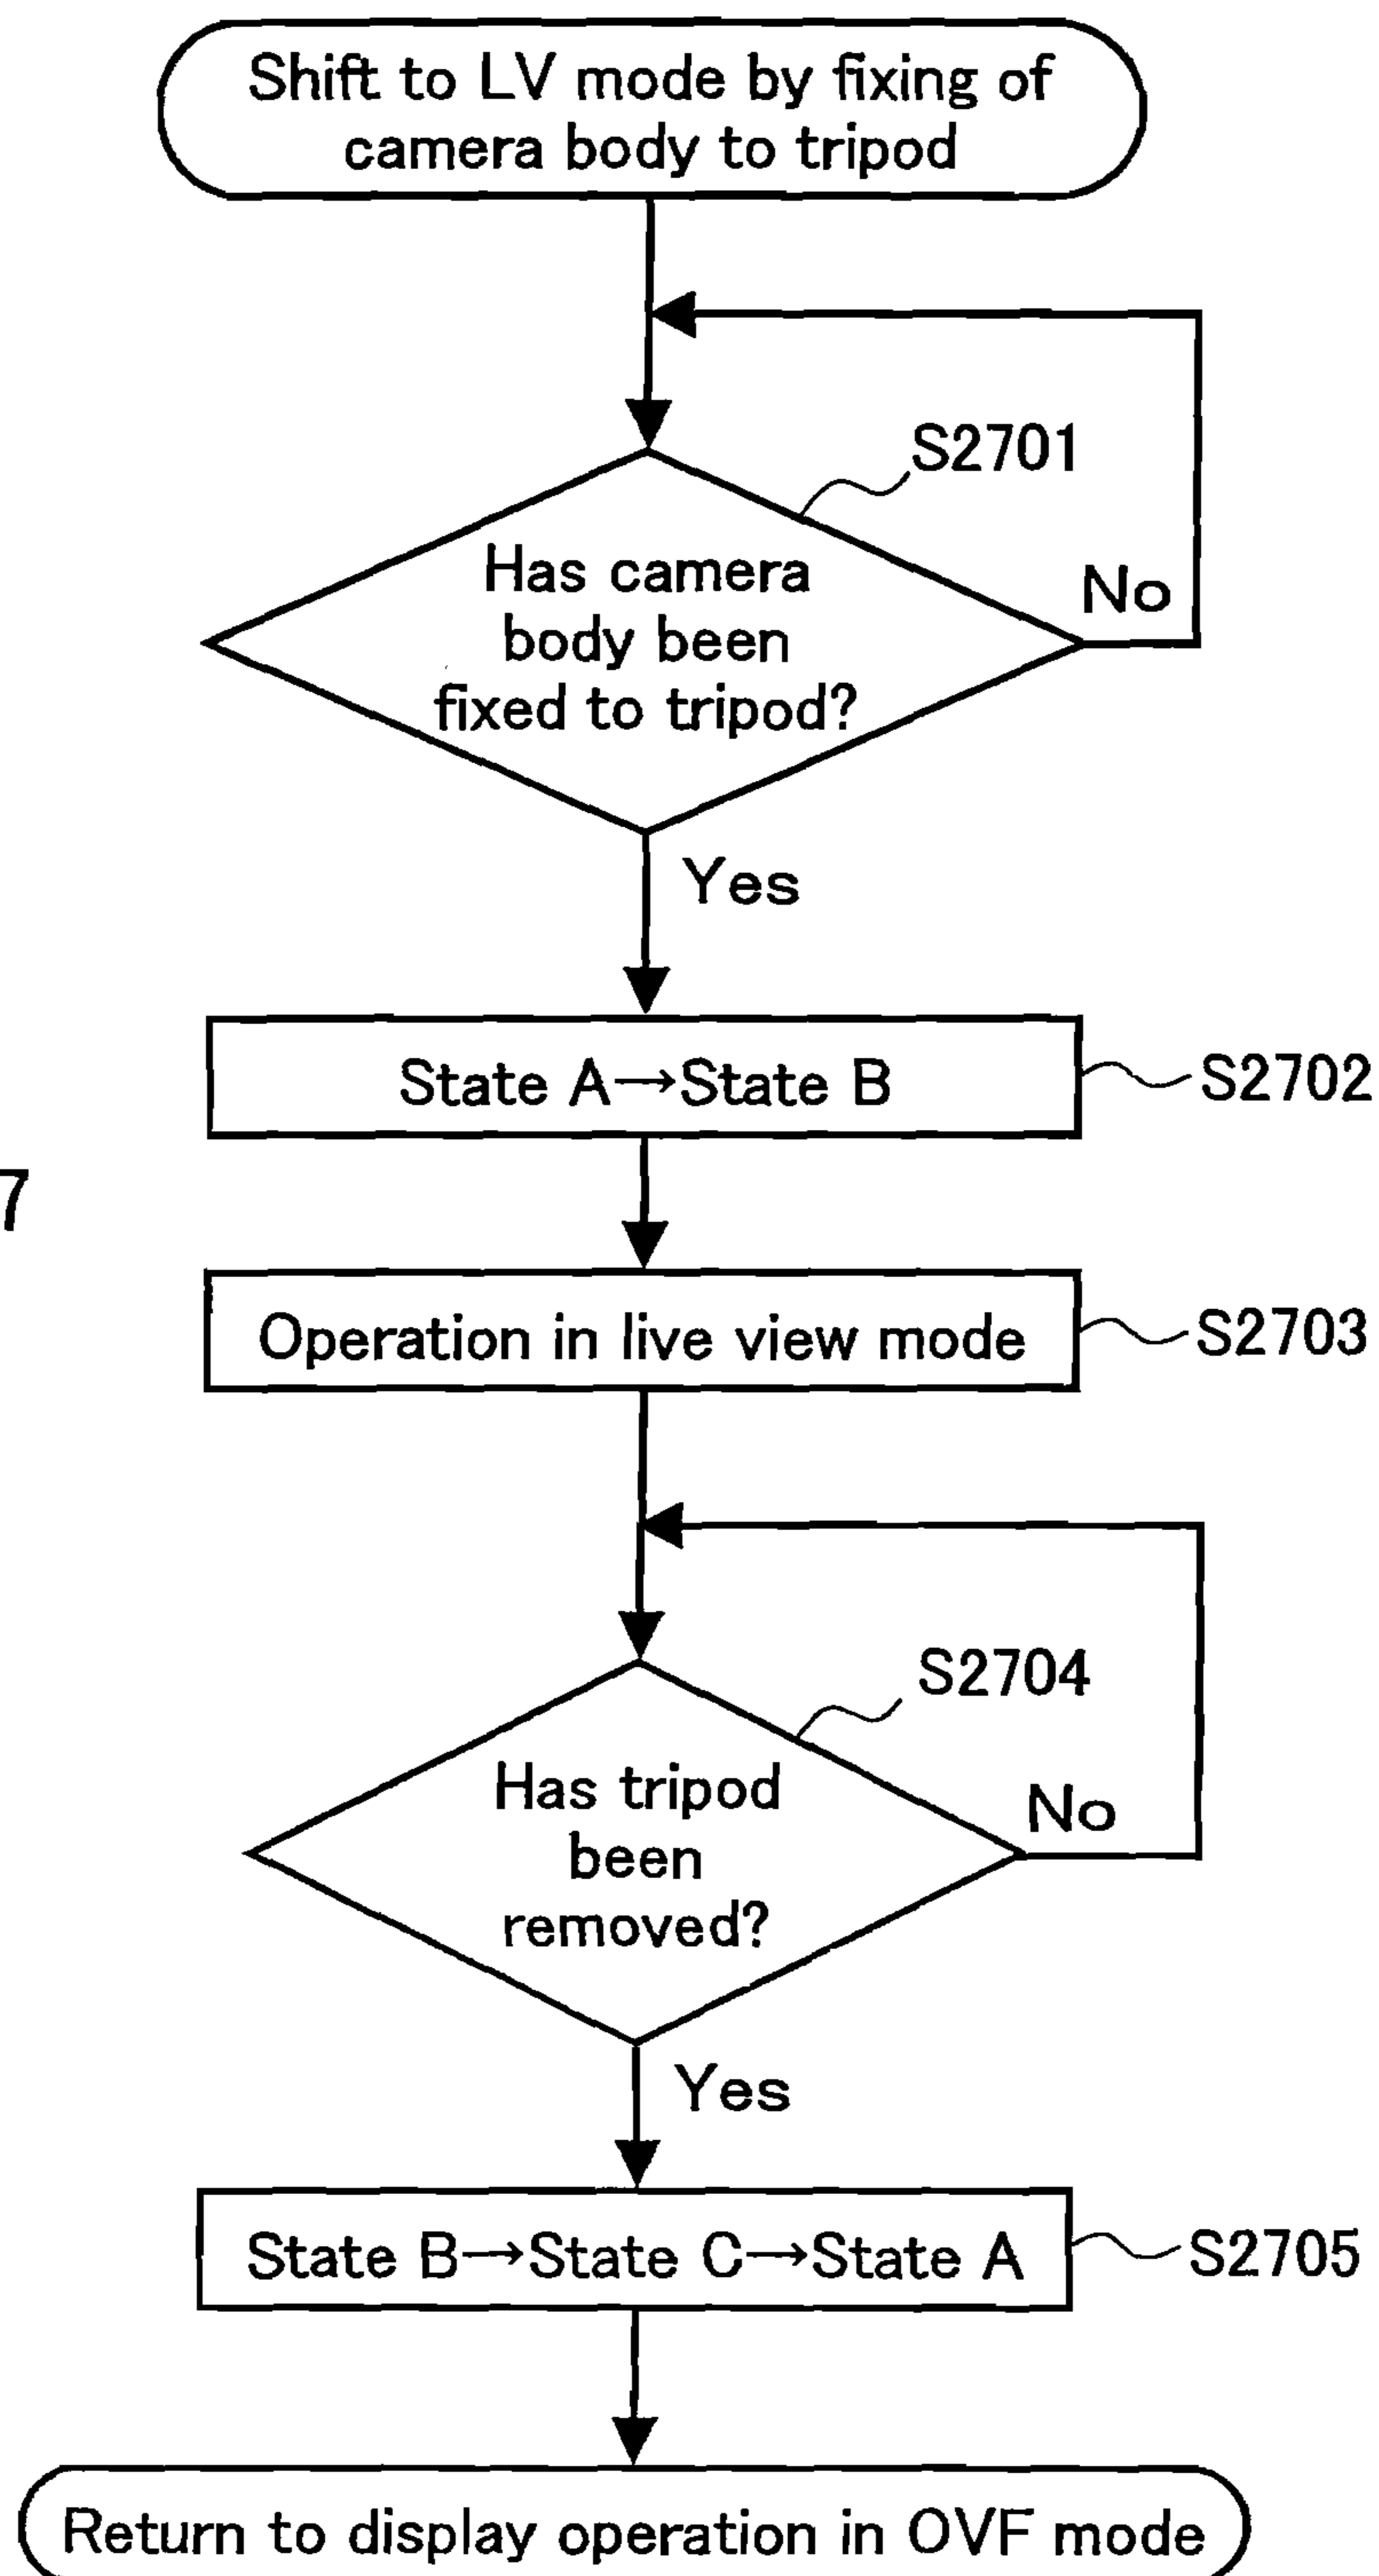 Shift to LV mode by fixing of
camera body to tripod
S2701
Has camera
body been
fixed to tripod?
No
Yes
State A→State B
S2702
7
Operation in live view mode
S2703
S2704
Has tripod
been
removed?
No
Yes
State B→State C→State A
S2705
Return to display operation in OVF mode